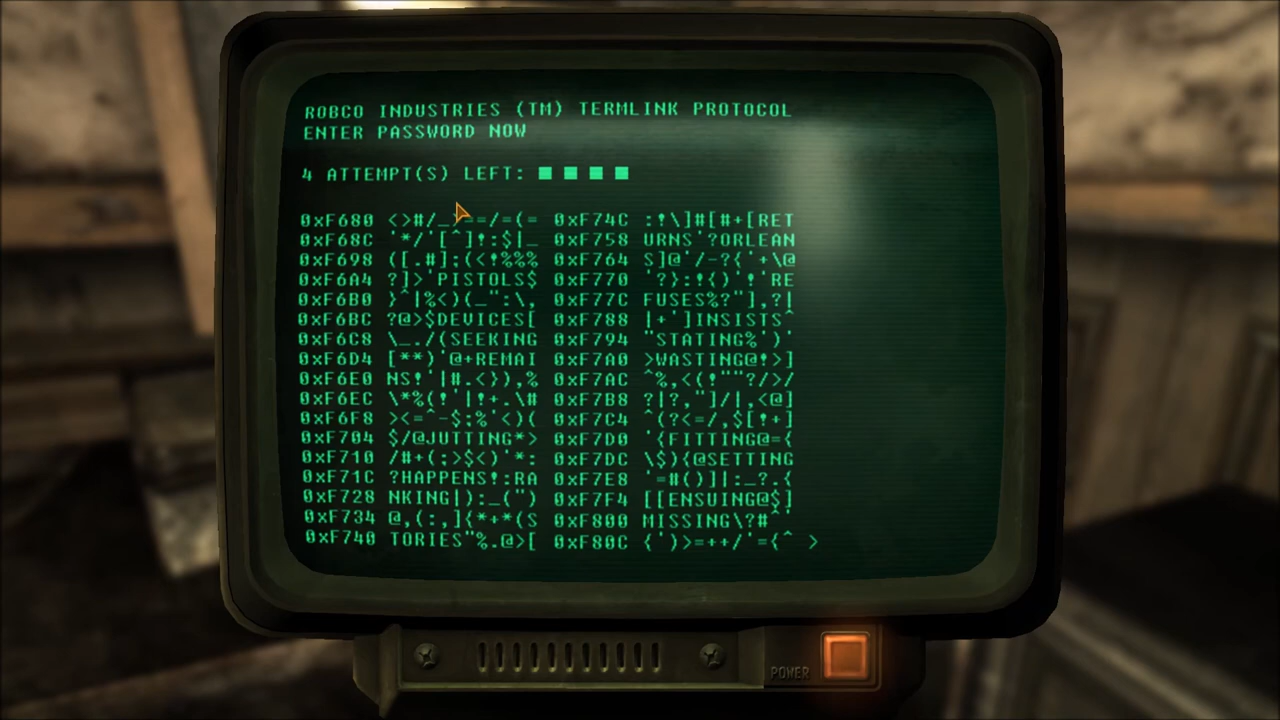 ROBCO INDUSTRIES (TM) TERMLINK PROTOCOL
ENTER PASSWORD NOW
4 ATTEMPT(S) LEFT: ■ ■ ■ ■
0xF680 <>#/_ ==/=(= 0xF74C :!\]#[#+[RET
0xF68C '*/'[^]!:$|_ 0xF758 URNS'?ORLEAN
0xF698 ([.#];(<!%%% 0xF764 S]@'/-?{'+\@
0xF6A4 ?]>'PISTOLS$ 0xF770 '?}:!{}'!'RE
0xF6B0 }^|%<)(_":\, 0xF77C FUSES%?"],?|
0xF6BC ?@>$DEVICES[ 0xF788 |+']INSISTS^
0xF6C8 \_./(SEEKING 0xF794 "STATING%')'
0xF6D4 [**)'@+REMAI 0xF7A0 >WASTING@!>]
0xF6E0 NS!'|#.<}),% 0xF7AC ^%,<(!""?/>/
0xF6EC \*%(!'|!+.\# 0xF7B8 ?|?,"]/|,<@]
0xF6F8 ><=^-$;%'<)( 0xF7C4 ^(?<=/,$[!+]
0xF704 $/@JUTTING*> 0xF7D0 '{FITTING@={
0xF710 /#+(;>$<)'*: 0xF7DC \$){@SETTING
0xF71C ?HAPPENS!:RA 0xF7E8 '=#()]|:_?.{
0xF728 NKING|):_(") 0xF7F4 [[ENSUING@$]
0xF734 @,(:,]{*+*(S 0xF800 MISSING\?#^'
0xF740 TORIES"%.@>[ 0xF80C {')>=++/'={^ >
POWER